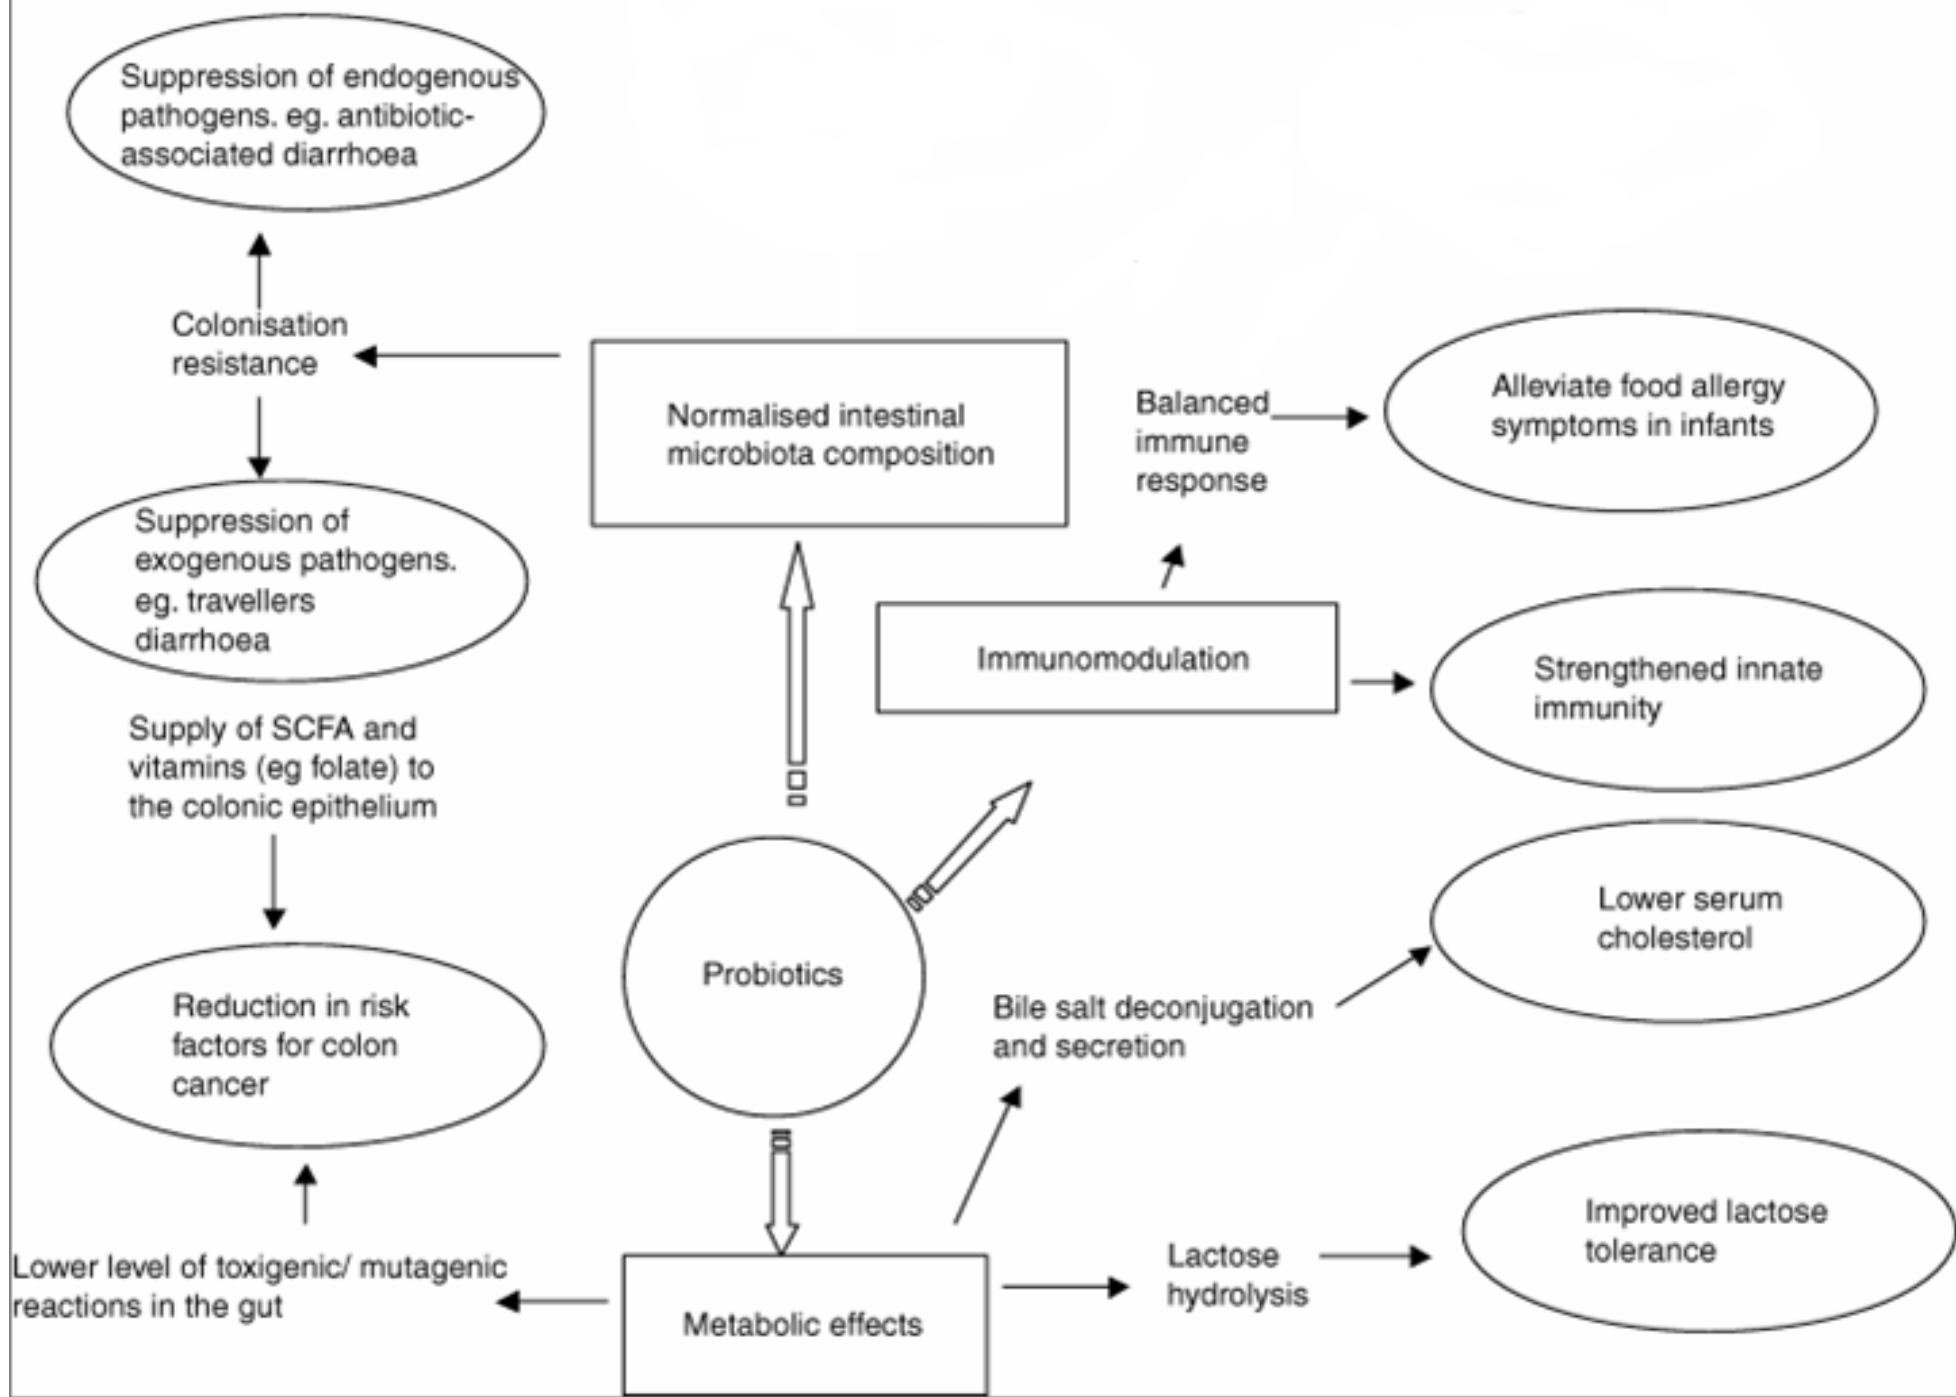 Suppression of endogenous
pathogens. eg. antibiotic-
associated diarrhoea
Colonisation
resistance
Suppression of
exogenous pathogens.
eg. travellers
diarrhoea
Supply of SCFA and
vitamins (eg folate) to
the colonic epithelium
Reduction in risk
factors for colon
cancer
Lower level of toxigenic/ mutagenic
reactions in the gut
Normalised intestinal
microbiota composition
Immunomodulation
Probiotics
Metabolic effects
Balanced
immune
response
Alleviate food allergy
symptoms in infants
Strengthened innate
immunity
Bile salt deconjugation
and secretion
Lower serum
cholesterol
Lactose
hydrolysis
Improved lactose
tolerance